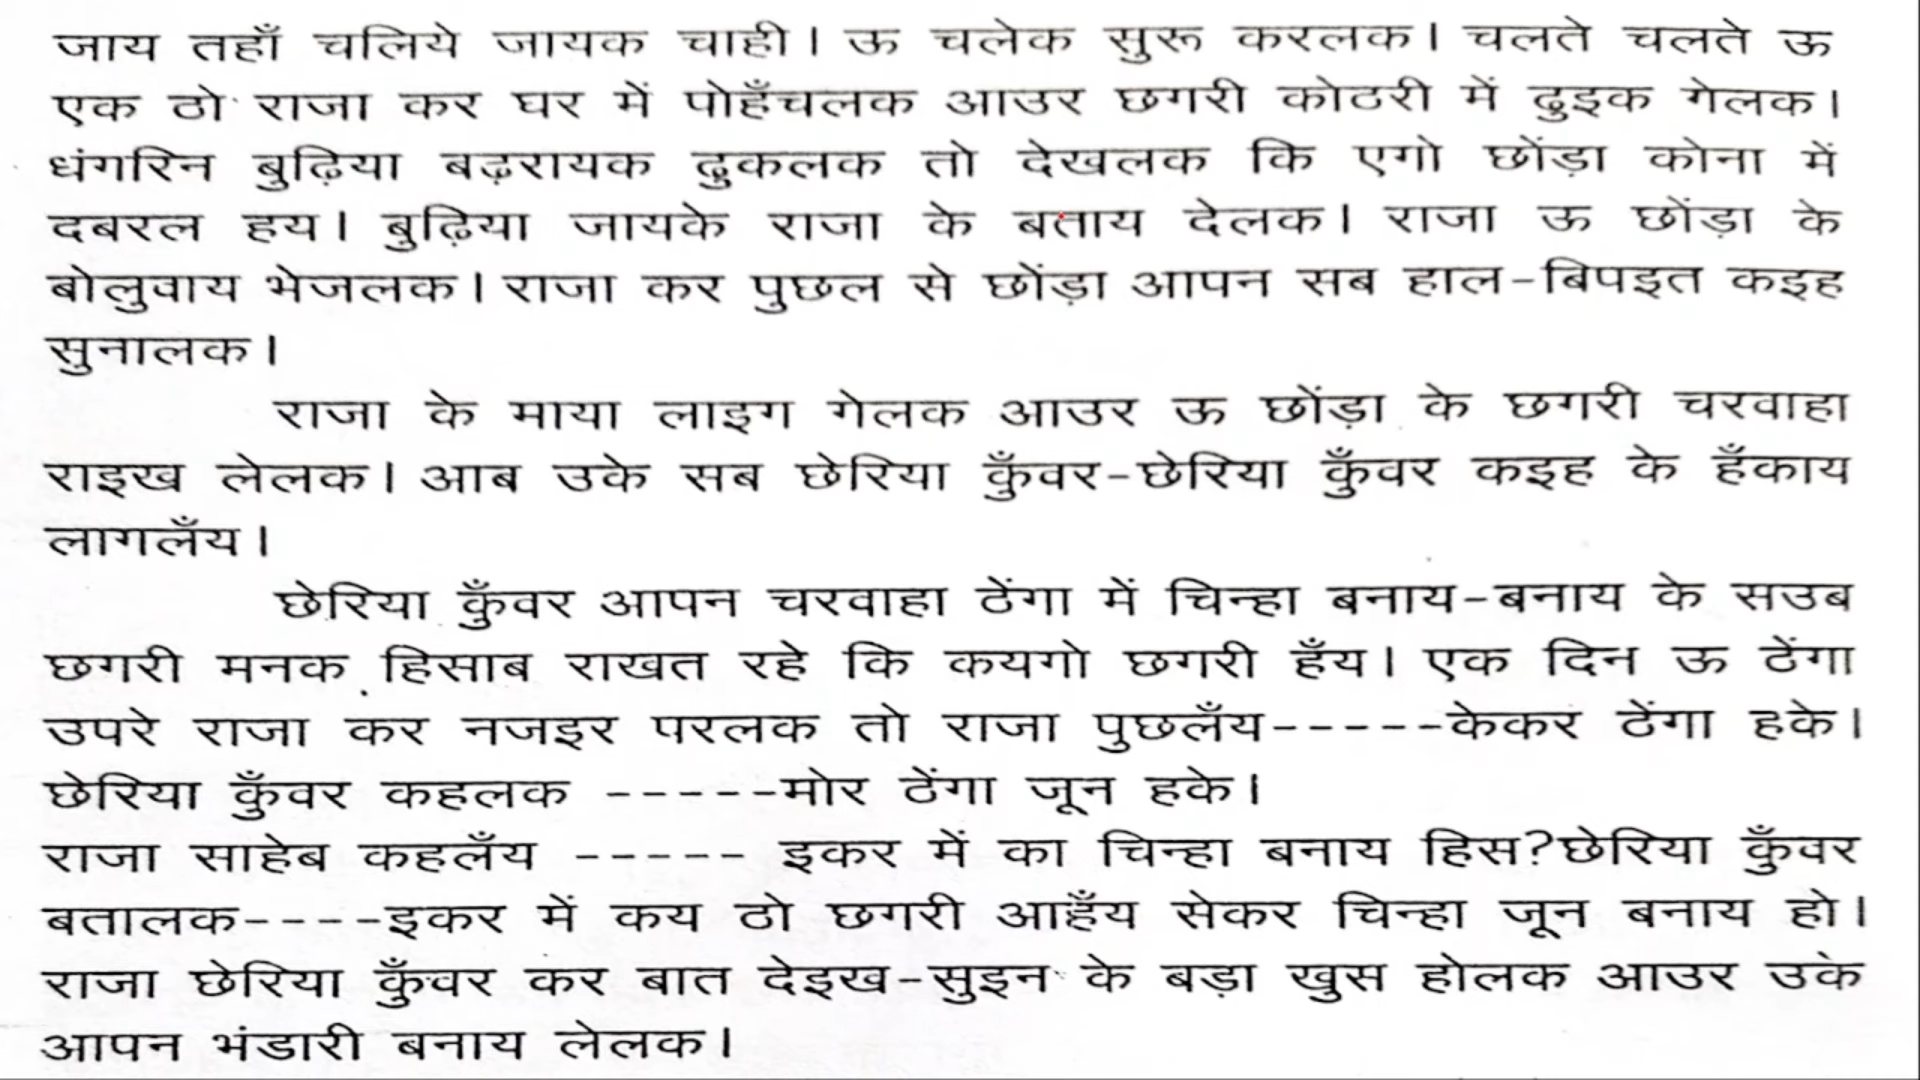 जाय तहाँ चलिये जायक चाही। ऊ चलेक सुरू करलक। चलते चलते ऊ
एक ठो राजा कर घर में पोहँचलक आउर छगरी कोठरी में ढुइक गेलक।
धंगरिन बुढ़िया बढ़रायक ढुकलक तो देखलक कि एगो छोंड़ा कोना में
दबरल हय। बुढ़िया जायके राजा के बताय देलक। राजा ऊ छोंड़ा के
बोलुवाय भेजलक। राजा कर पुछल से छोंड़ा आपन सब हाल-बिपइत कइह
सुनालक।
राजा के माया लाइग गेलक आउर ऊ छोंड़ा के छगरी चरवाहा
राइख लेलक। आब उके सब छेरिया कुँवर-छेरिया कुँवर कइह के हँकाय
लागलँय।
छेरिया कुँवर आपन चरवाहा ठेंगा में चिन्हा बनाय-बनाय के सउब
छगरी मनक हिसाब राखत रहे कि कयगो छगरी हँय। एक दिन ऊ ठेंगा
उपरे राजा कर नजइर परलक तो राजा पुछलँय-----केकर ठेंगा हके।
छेरिया कुँवर कहलक -----मोर ठेंगा जून हके।
राजा साहेब कहलँय ----- इकर में का चिन्हा बनाय हिस?छेरिया कुँवर
बतालक----इकर में कय ठो छगरी आहँय सेकर चिन्हा जून बनाय हो।
राजा छेरिया कुँवर कर बात देइख-सुइन के बड़ा खुस होलक आउर उके
आपन भंडारी बनाय लेलक।